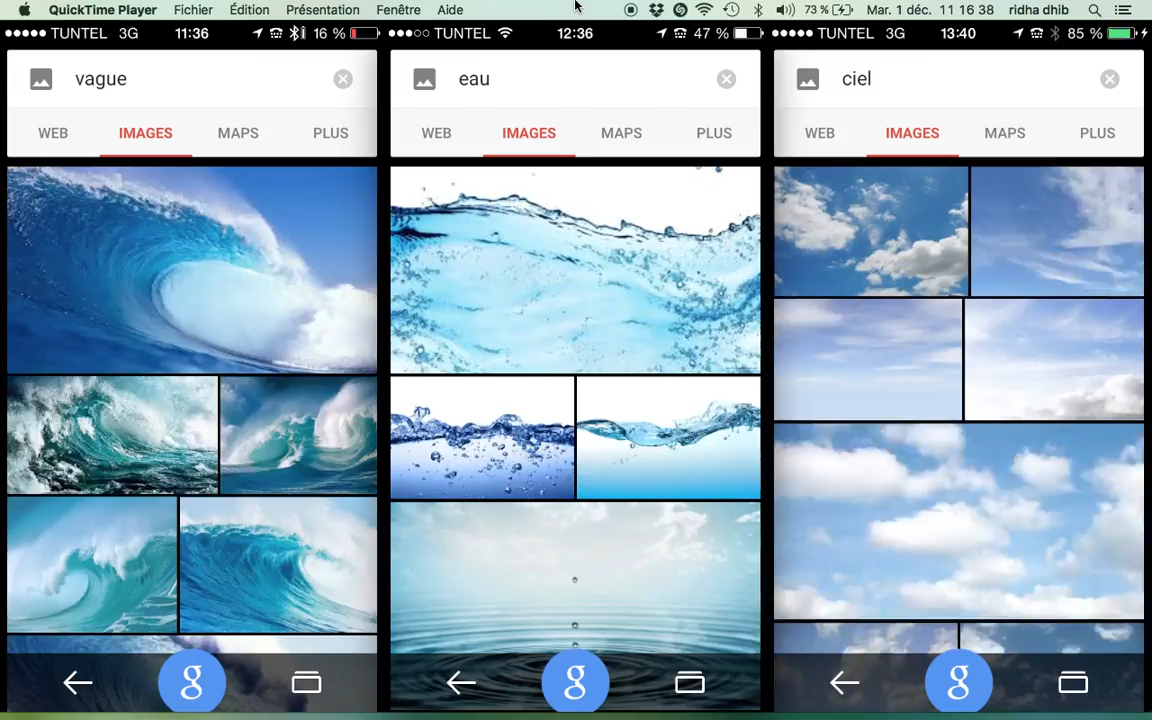 QuickTime Player Fichier Édition Présentation Fenêtre Aide 73 % Mar. 1 déc. 11 16 38 ridha dhib
TUNTEL 3G 11:36 16 %
vague
WEB IMAGES MAPS PLUS
g
TUNTEL 12:36 47 %
eau
WEB IMAGES MAPS PLUS
g
TUNTEL 3G 13:40 85 %
ciel
WEB IMAGES MAPS PLUS
g